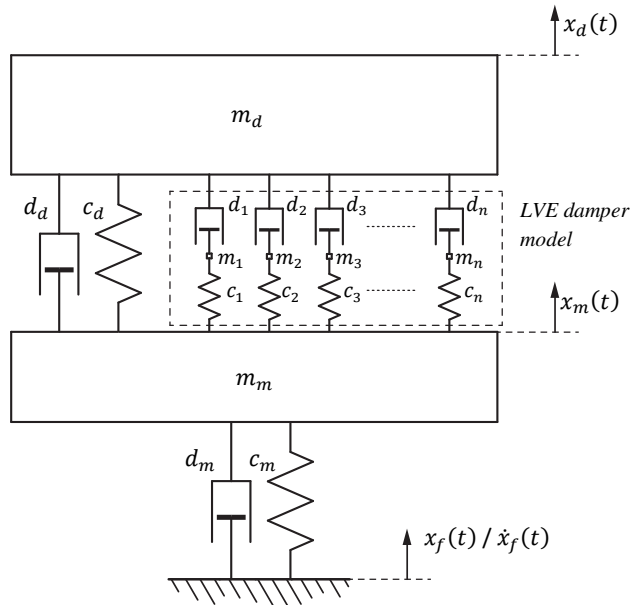 x_d(t)
m_d
d_d c_d d_1 d_2 d_3 d_n LVE damper
model
m_1 m_2 m_3 m_n
c_1 c_2 c_3 c_n
x_m(t)
m_m
d_m c_m
x_f(t) / ẋ_f(t)